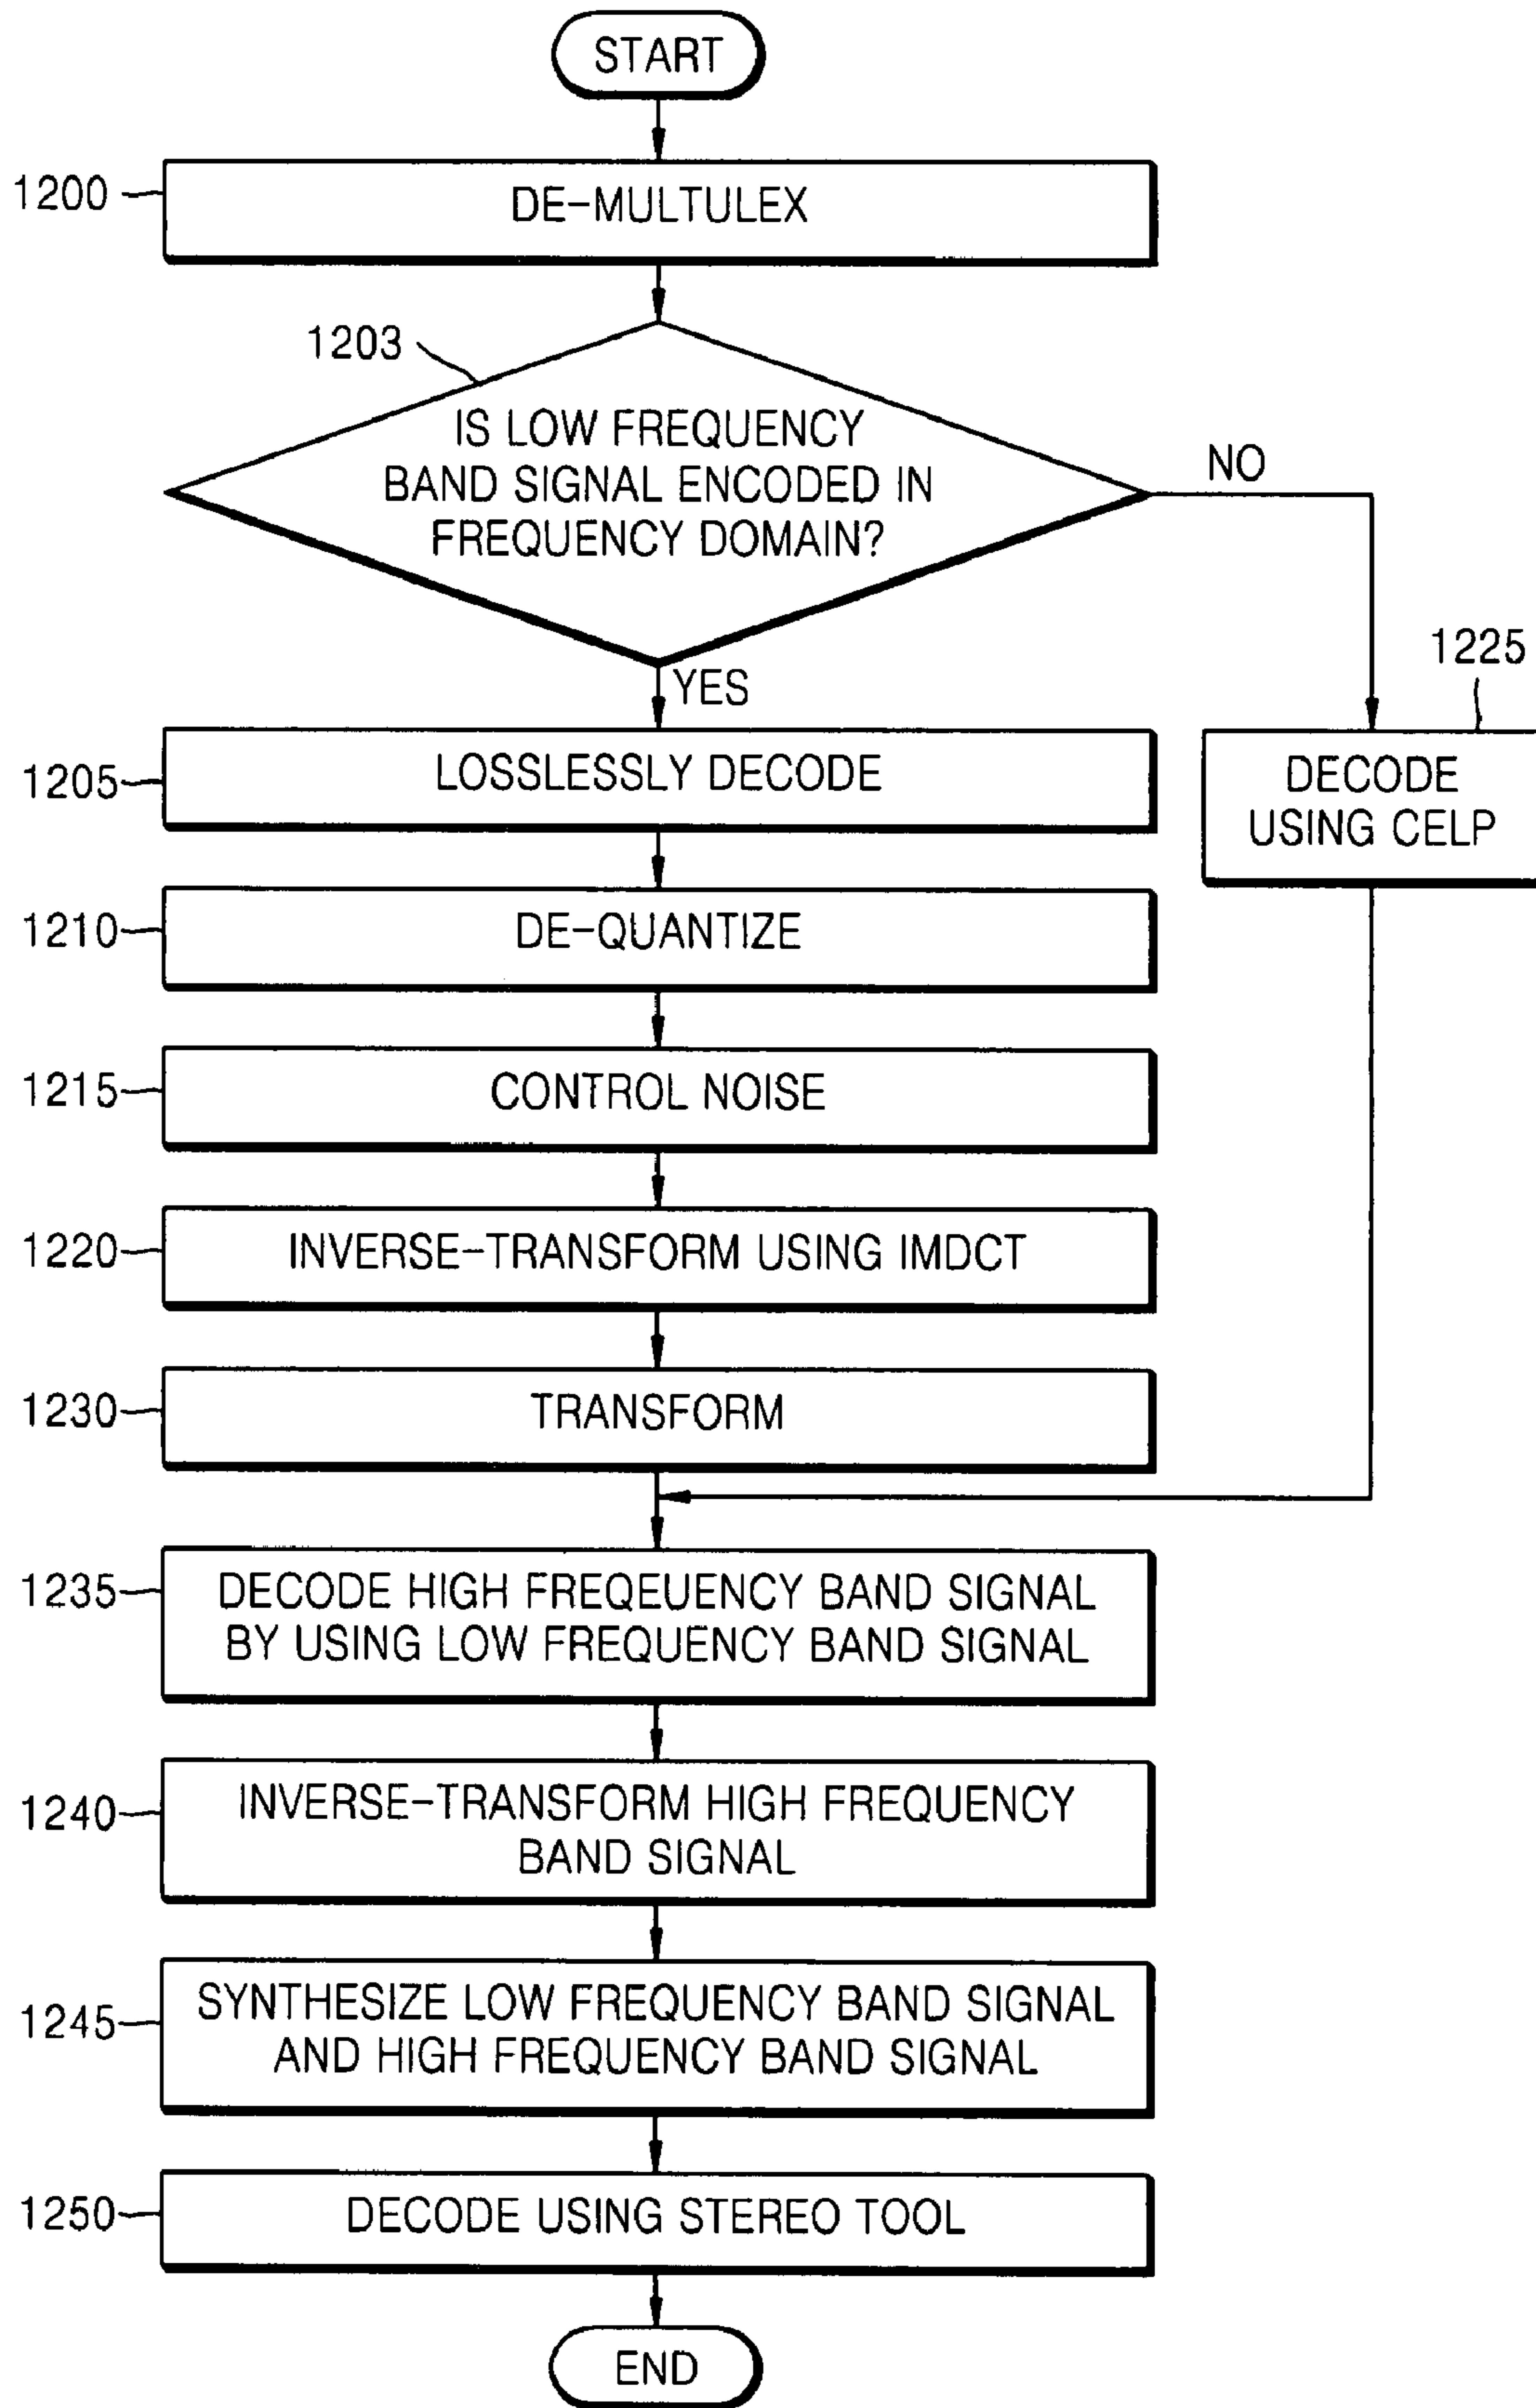 START
1200
DE-MULTULEX
1203
IS LOW FREQUENCY
BAND SIGNAL ENCODED IN
FREQUENCY DOMAIN?
NO
YES
1225
DECODE
USING CELP
1205
LOSSLESSLY DECODE
1210
DE-QUANTIZE
1215
CONTROL NOISE
1220
INVERSE-TRANSFORM USING IMDCT
1230
TRANSFORM
1235
DECODE HIGH FREQEUENCY BAND SIGNAL
BY USING LOW FREQUENCY BAND SIGNAL
1240
INVERSE-TRANSFORM HIGH FREQUENCY
BAND SIGNAL
1245
SYNTHESIZE LOW FREQUENCY BAND SIGNAL
AND HIGH FREQUENCY BAND SIGNAL
1250
DECODE USING STEREO TOOL
END